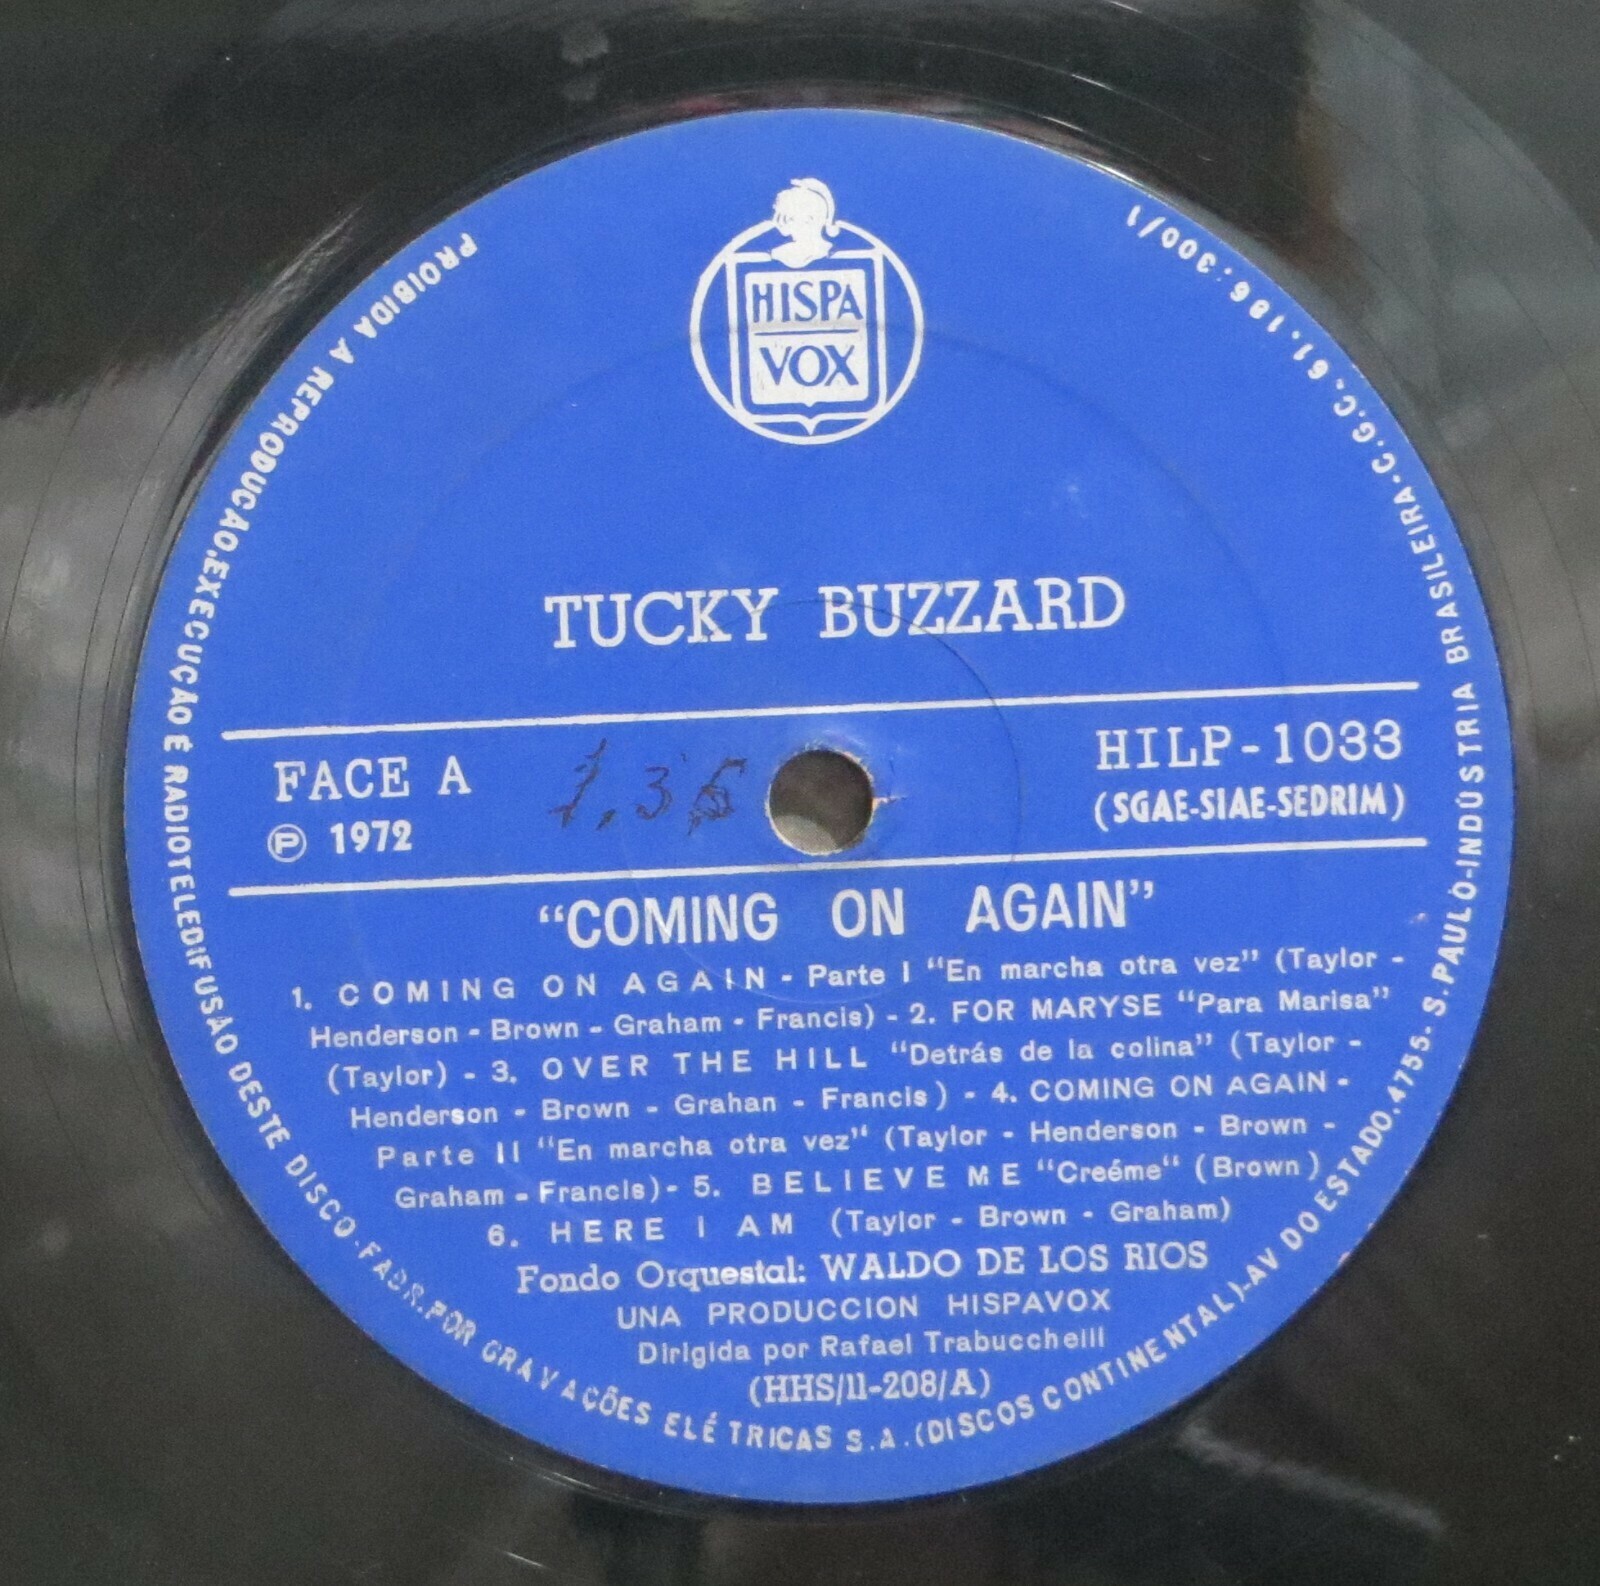 HISPA
VOX
TUCKY BUZZARD
FACE A
Ⓟ 1972
HILP-1033
(SGAE-SIAE-SEDRIM)
"COMING ON AGAIN"
1. COMING ON AGAIN - Parte I "En marcha otra vez" (Taylor -
Henderson - Brown - Graham - Francis) - 2. FOR MARYSE "Para Marisa"
(Taylor) - 3. OVER THE HILL "Detrás de la colina" (Taylor -
Henderson - Brown - Grahan - Francis) - 4. COMING ON AGAIN -
Parte II "En marcha otra vez" (Taylor - Henderson - Brown -
Graham - Francis) - 5. BELIEVE ME "Creéme" (Brown)
6. HERE I AM (Taylor - Brown - Graham)
Fondo Orquestal: WALDO DE LOS RIOS
UNA PRODUCCION HISPAVOX
Dirigida por Rafael Trabucchelli
(HHS/11-208/A)
PROIBIDA A REPRODUCAO, EXECUÇAO É RADIOTELEDIFUSÃO DESTE DISCO-FABR. POR GRAVAÇÕES ELÉTRICAS S.A. (DISCOS CONTINENTAL)-AV DO ESTADO, 4755- S. PAULO-INDÚSTRIA BRASILEIRA-C.G.C. 61.186.300/1